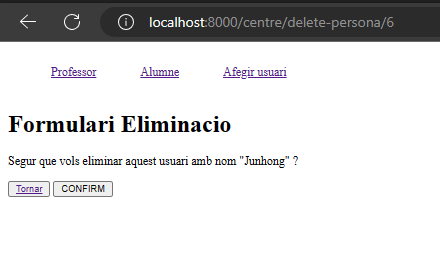 localhost:8000/centre/delete-persona/6
Professor Alumne Afegir usuari
Formulari Eliminacio
Segur que vols eliminar aquest usuari amb nom "Junhong" ?
Tornar CONFIRM